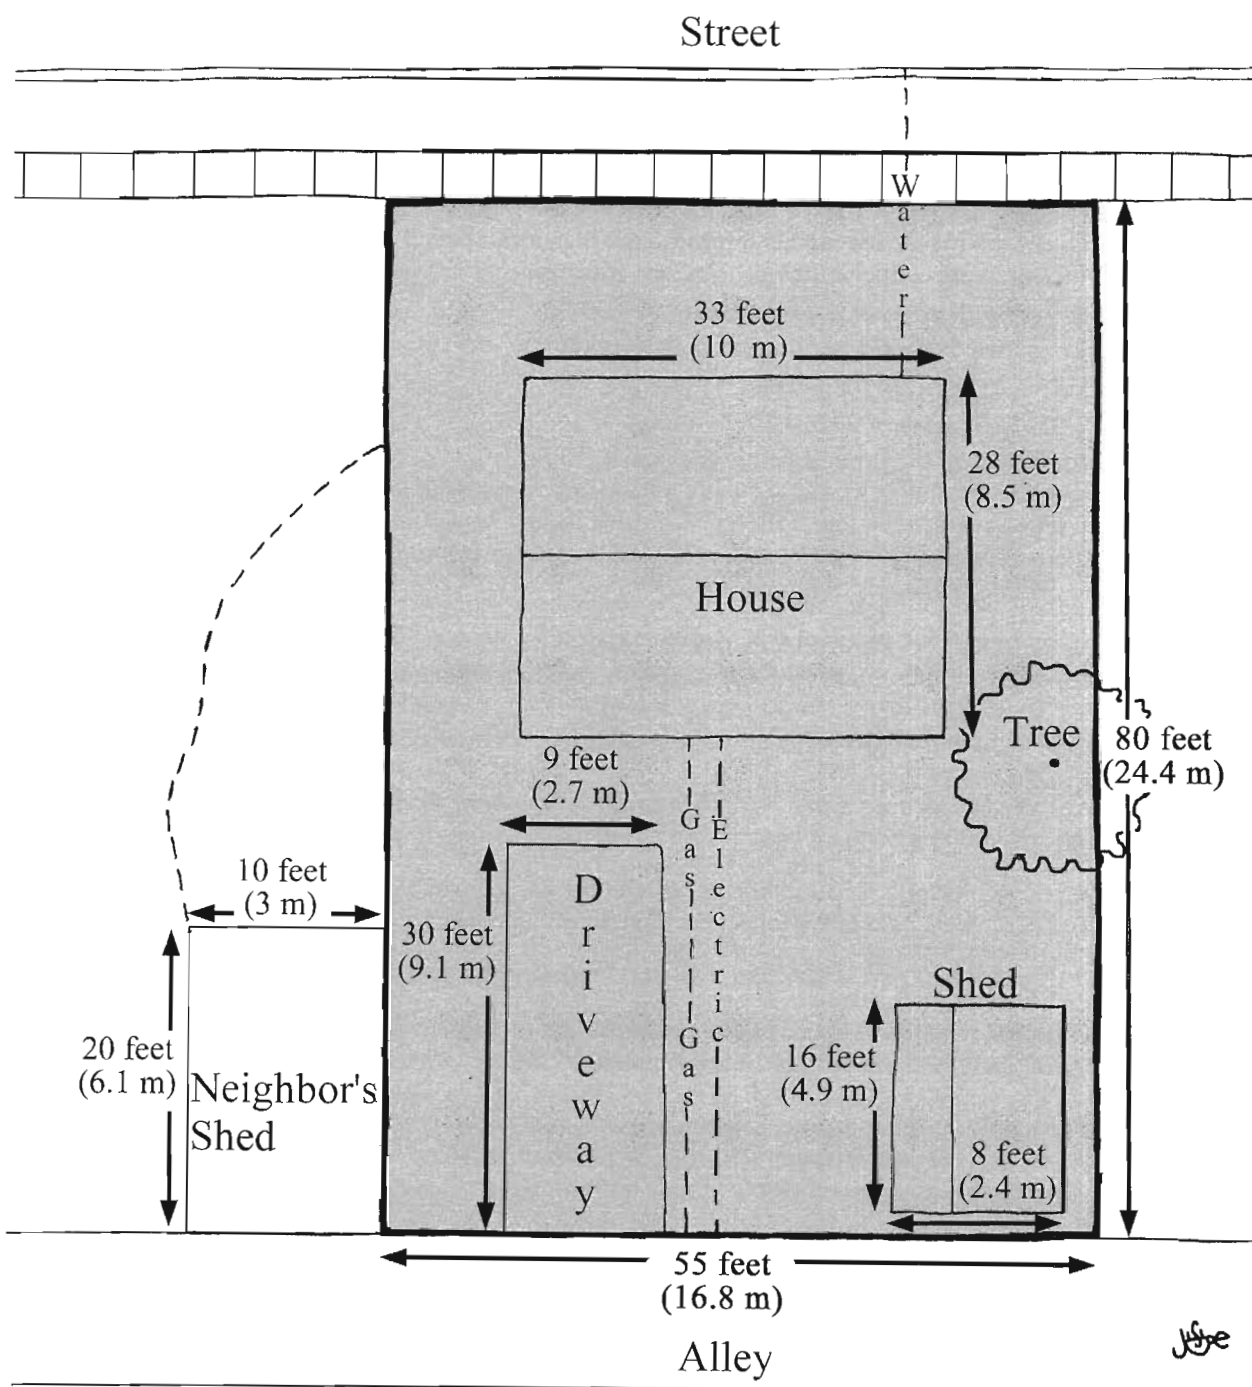 Street
Water
33 feet
(10 m)
28 feet
(8.5 m)
House
Tree
80 feet
(24.4 m)
9 feet
(2.7 m)
Gas
Electric
Gas
Driveway
10 feet
(3 m)
30 feet
(9.1 m)
Shed
20 feet
(6.1 m)
16 feet
(4.9 m)
Neighbor's
Shed
8 feet
(2.4 m)
55 feet
(16.8 m)
Alley